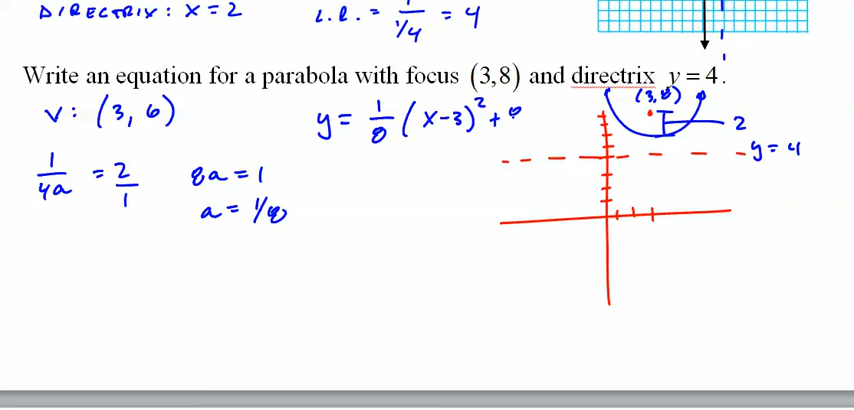 DIRECTRIX: X = 2
L.R. = 1/(1/4) = 4
Write an equation for a parabola with focus (3,8) and directrix y = 4.
V: (3, 6)
y = 1/8 (x-3)² + 6
(3,8)
2
y = 4
1/4a = 2/1
8a = 1
a = 1/8